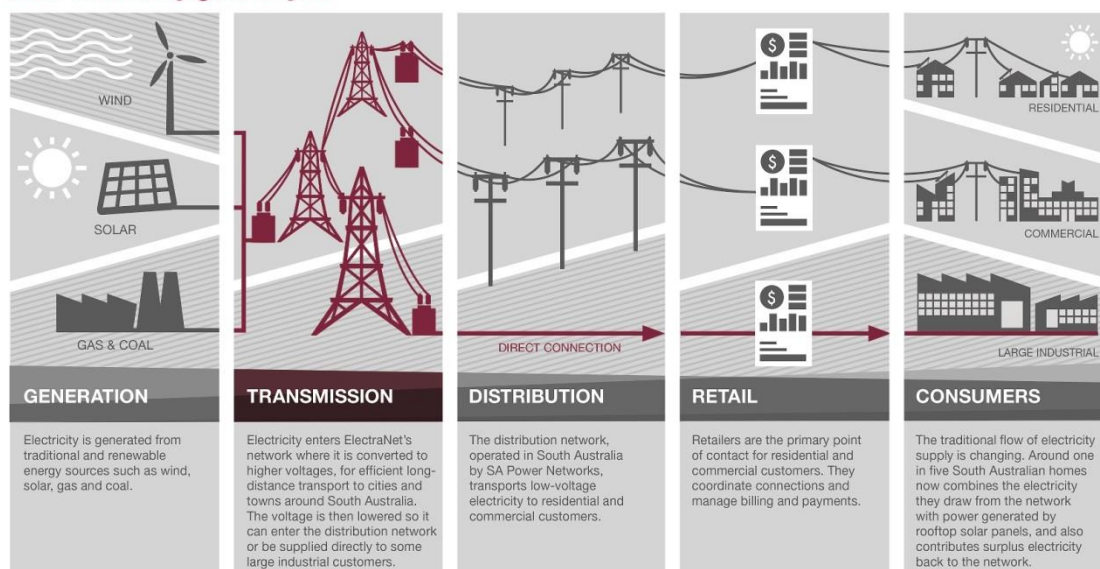 WIND
SOLAR
GAS & COAL
DIRECT CONNECTION
$
$
$
RESIDENTIAL
COMMERCIAL
LARGE INDUSTRIAL
GENERATION
Electricity is generated from
traditional and renewable
energy sources such as wind,
solar, gas and coal.
TRANSMISSION
Electricity enters ElectraNet's
network where it is converted to
higher voltages, for efficient long-
distance transport to cities and
towns around South Australia.
The voltage is then lowered so it
can enter the distribution network
or be supplied directly to some
large industrial customers.
DISTRIBUTION
The distribution network,
operated in South Australia
by SA Power Networks,
transports low-voltage
electricity to residential and
commercial customers.
RETAIL
Retailers are the primary point
of contact for residential and
commercial customers. They
coordinate connections and
manage billing and payments.
CONSUMERS
The traditional flow of electricity
supply is changing. Around one
in five South Australian homes
now combines the electricity
they draw from the network
with power generated by
rooftop solar panels, and also
contributes surplus electricity
back to the network.